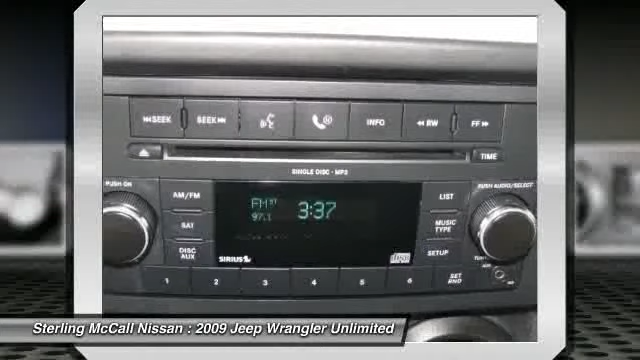 ⏮SEEK SEEK⏭ INFO ◀◀ RW FF ▶▶
TIME
SINGLE DISC - MP3
PUSH ON PUSH AUDIO/SELECT
AM/FM LIST
FM 97.1 3:37
SAT MUSIC TYPE
DISC AUX SETUP
SIRIUS disc
1 2 3 4 5 6 SET RND
Sterling McCall Nissan : 2009 Jeep Wrangler Unlimited